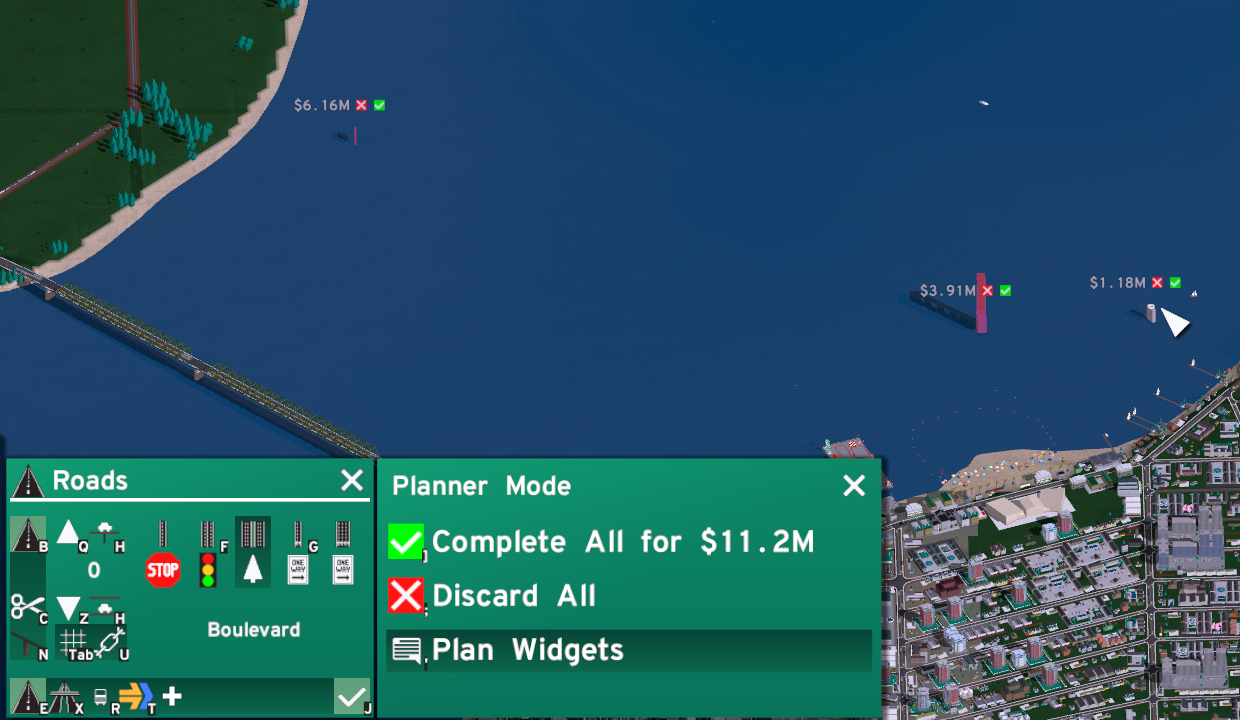 $6.16M
$3.91M
$1.18M
Roads
Planner Mode
B Q H F G
Complete All for $11.2M
0
STOP
ONE WAY
ONE WAY
Discard All
C Z H
Boulevard
N Tab U
Plan Widgets
E X R T J